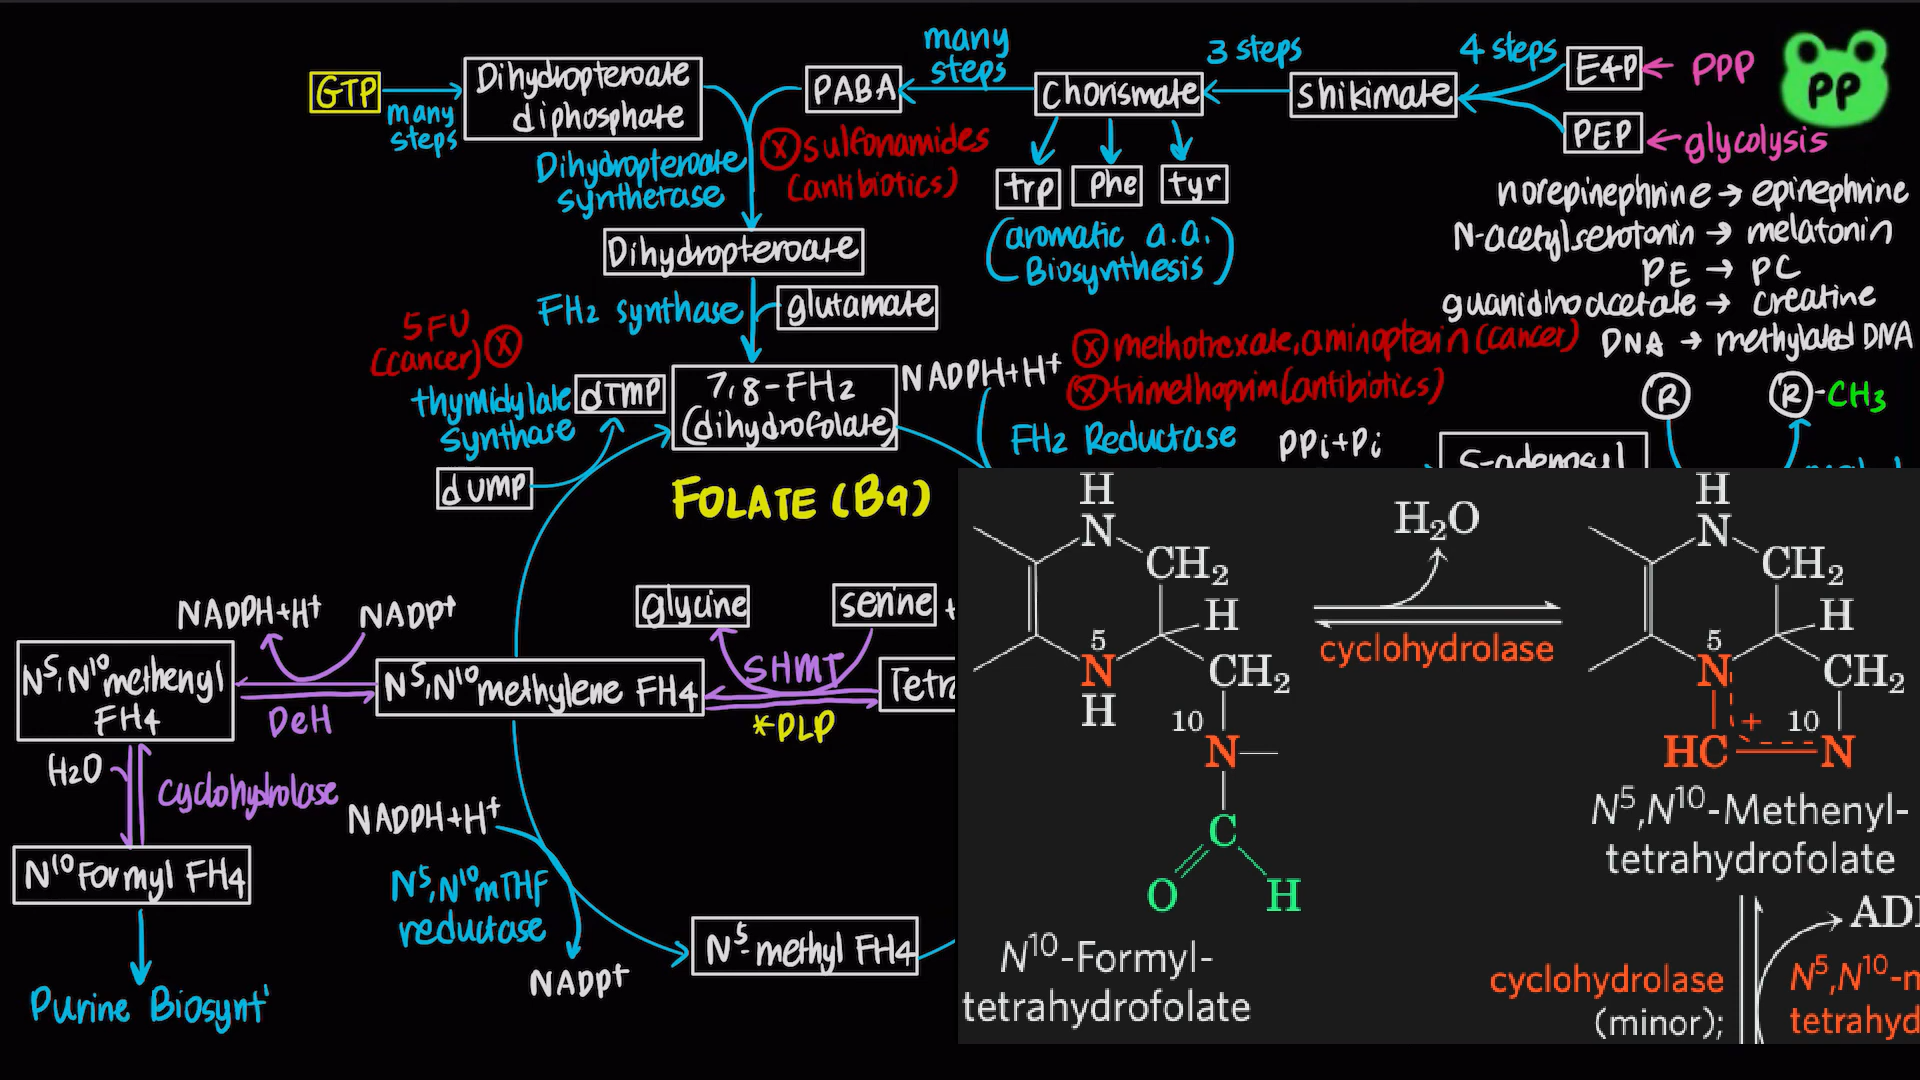 GTP
many
steps
Dihydropteroate
diphosphate
PABA
many
steps
Chorismate
3 steps
Shikimate
4 steps
E4P
PPP
PP
PEP
glycolysis
Dihydropteroate
synthetase
sulfonamides
(antibiotics)
trp
Phe
tyr
(aromatic a.a.
Biosynthesis)
norepinephrine → epinephrine
N-acetylserotonin → melatonin
PE → PC
guanidinoacetate → creatine
DNA → methylated DNA
Dihydropteroate
FH2 synthase
glutamate
5FU
(cancer)
thymidylate
synthase
dTMP
dUMP
7,8-FH2
(dihydrofolate)
NADPH+H+
methotrexate, aminopterin (cancer)
trimethoprim (antibiotics)
FH2 Reductase
PPi+Pi
R
R-CH3
S-adenosyl
FOLATE (B9)
glycine
serine +
SHMT
*PLP
NADPH+H+
NADP+
N5,N10 methenyl
FH4
DeH
N5,N10 methylene FH4
H2O
cyclohydrolase
N10 Formyl FH4
Purine Biosynt
NADPH+H+
N5,N10 mTHF
reductase
NADP+
N5-methyl FH4
H
N
CH2
H
5
N
H
CH2
10
N
C
O
H
N10-Formyl-
tetrahydrofolate
H2O
cyclohydrolase
H
N
CH2
H
5
N
CH2
+
10
HC
N
N5,N10-Methenyl-
tetrahydrofolate
cyclohydrolase
(minor);